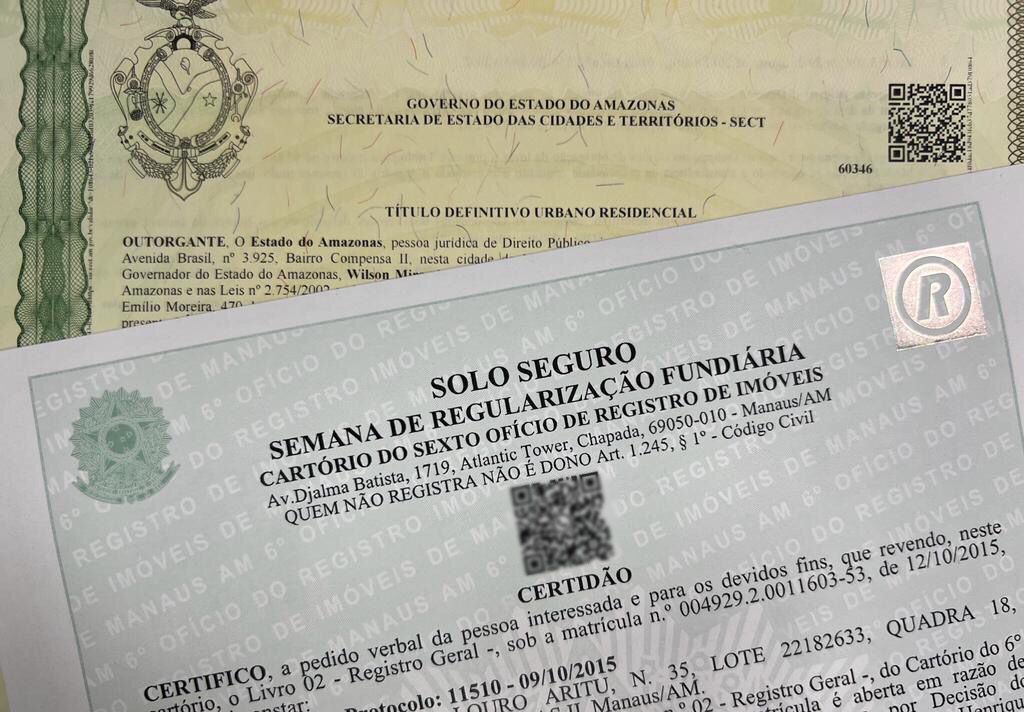 GOVERNO DO ESTADO DO AMAZONAS
SECRETARIA DE ESTADO DAS CIDADES E TERRITÓRIOS - SECT
60346
TÍTULO DEFINITIVO URBANO RESIDENCIAL
OUTORGANTE, O Estado do Amazonas, pessoa jurídica de Direito Público
Avenida Brasil, nº 3.925, Bairro Compensa II, nesta cidade
Governador do Estado do Amazonas, Wilson
Amazonas e nas Leis nº 2.754/2002
Emílio Moreira, 470
R
SOLO SEGURO
SEMANA DE REGULARIZAÇÃO FUNDIÁRIA
CARTÓRIO DO SEXTO OFÍCIO DE REGISTRO DE IMÓVEIS
Av.Djalma Batista, 1719, Atlantic Tower, Chapada, 69050-010 - Manaus/AM
QUEM NÃO REGISTRA NÃO É DONO Art. 1.245, § 1º - Código Civil
CERTIDÃO
CERTIFICO, a pedido verbal da pessoa interessada e para os devidos fins, que revendo, neste
cartório, o Livro 02 - Registro Geral -, sob a matrícula n.º 004929.2.0011603-53, de 12/10/2015,
Protocolo: 11510 - 09/10/2015
LOURO ARITU, N. 35, LOTE 22182633, QUADRA 18,
II, Manaus/AM.
n.º 02 - Registro Geral -, do Cartório do 6º
é aberta em razão de
por Decisão do